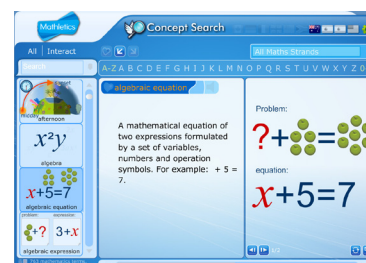 Mathletics
Concept Search
All Interact
All Maths Strands
Search
A-Z A B C D E F G H I J K L M N O P Q R S T U V W X Y Z 0
algebraic equation
midday
afternoon
x²y
algebra
x+5=7
algebraic equation
problem: expression:
+? 3+x
algebraic expression
A mathematical equation of
two expressions formulated
by a set of variables,
numbers and operation
symbols. For example: + 5 =
7.
Problem:
?+ =
equation:
x+5=7